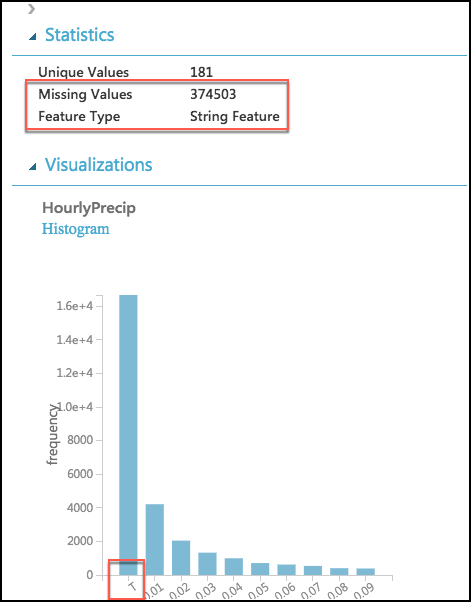 Statistics
Unique Values 181
Missing Values 374503
Feature Type String Feature
Visualizations
HourlyPrecip
Histogram
1.6e+4
1.4e+4
1.2e+4
1.0e+4
8000
6000
4000
2000
0
frequency
T 0.01 0.02 0.03 0.04 0.05 0.06 0.07 0.08 0.09